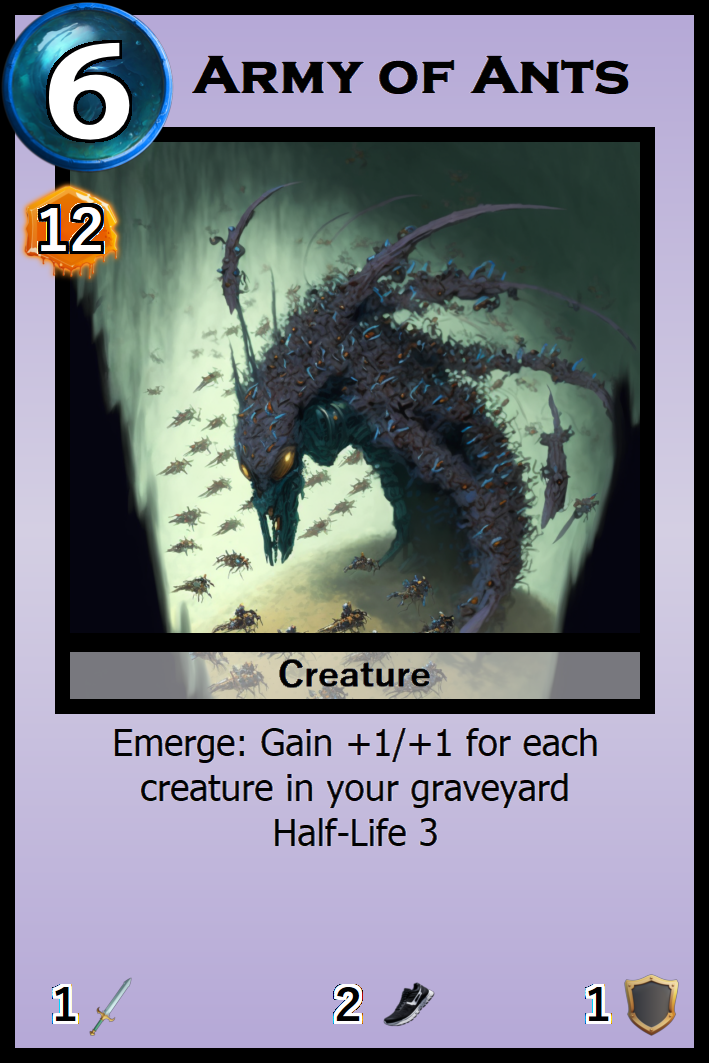 6
Army of Ants
12
Creature
Emerge: Gain +1/+1 for each
creature in your graveyard
Half-Life 3
1 2 1